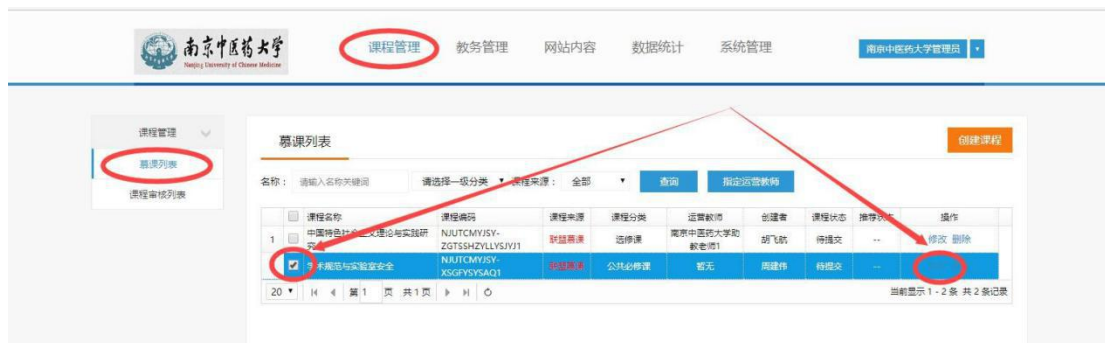 南京中医药大学
Nanjing University of Chinese Medicine
课程管理 教务管理 网站内容 数据统计 系统管理
南京中医药大学管理员
课程管理
慕课列表
课程审核列表
慕课列表
创建课程
名称： 请输入名称关键词 请选择一级分类 课程来源： 全部 查询 指定运营教师
课程名称 课程编码 课程来源 课程分类 运营教师 创建者 课程状态 推荐状态 操作
1 中国特色社会主义理论与实践研 NJUTCMYJSY-ZGTSSHZYLLYSJYJ1 联盟慕课 选修课 南京中医药大学助教老师1 胡飞航 待提交 -- 修改 删除
学术规范与实验室安全 NJUTCMYJSY-XSGFYSYSAQ1 联盟慕课 公共必修课 暂无 周建伟 待提交 --
20 第 1 页 共1页
当前显示 1 - 2 条 共 2 条记录